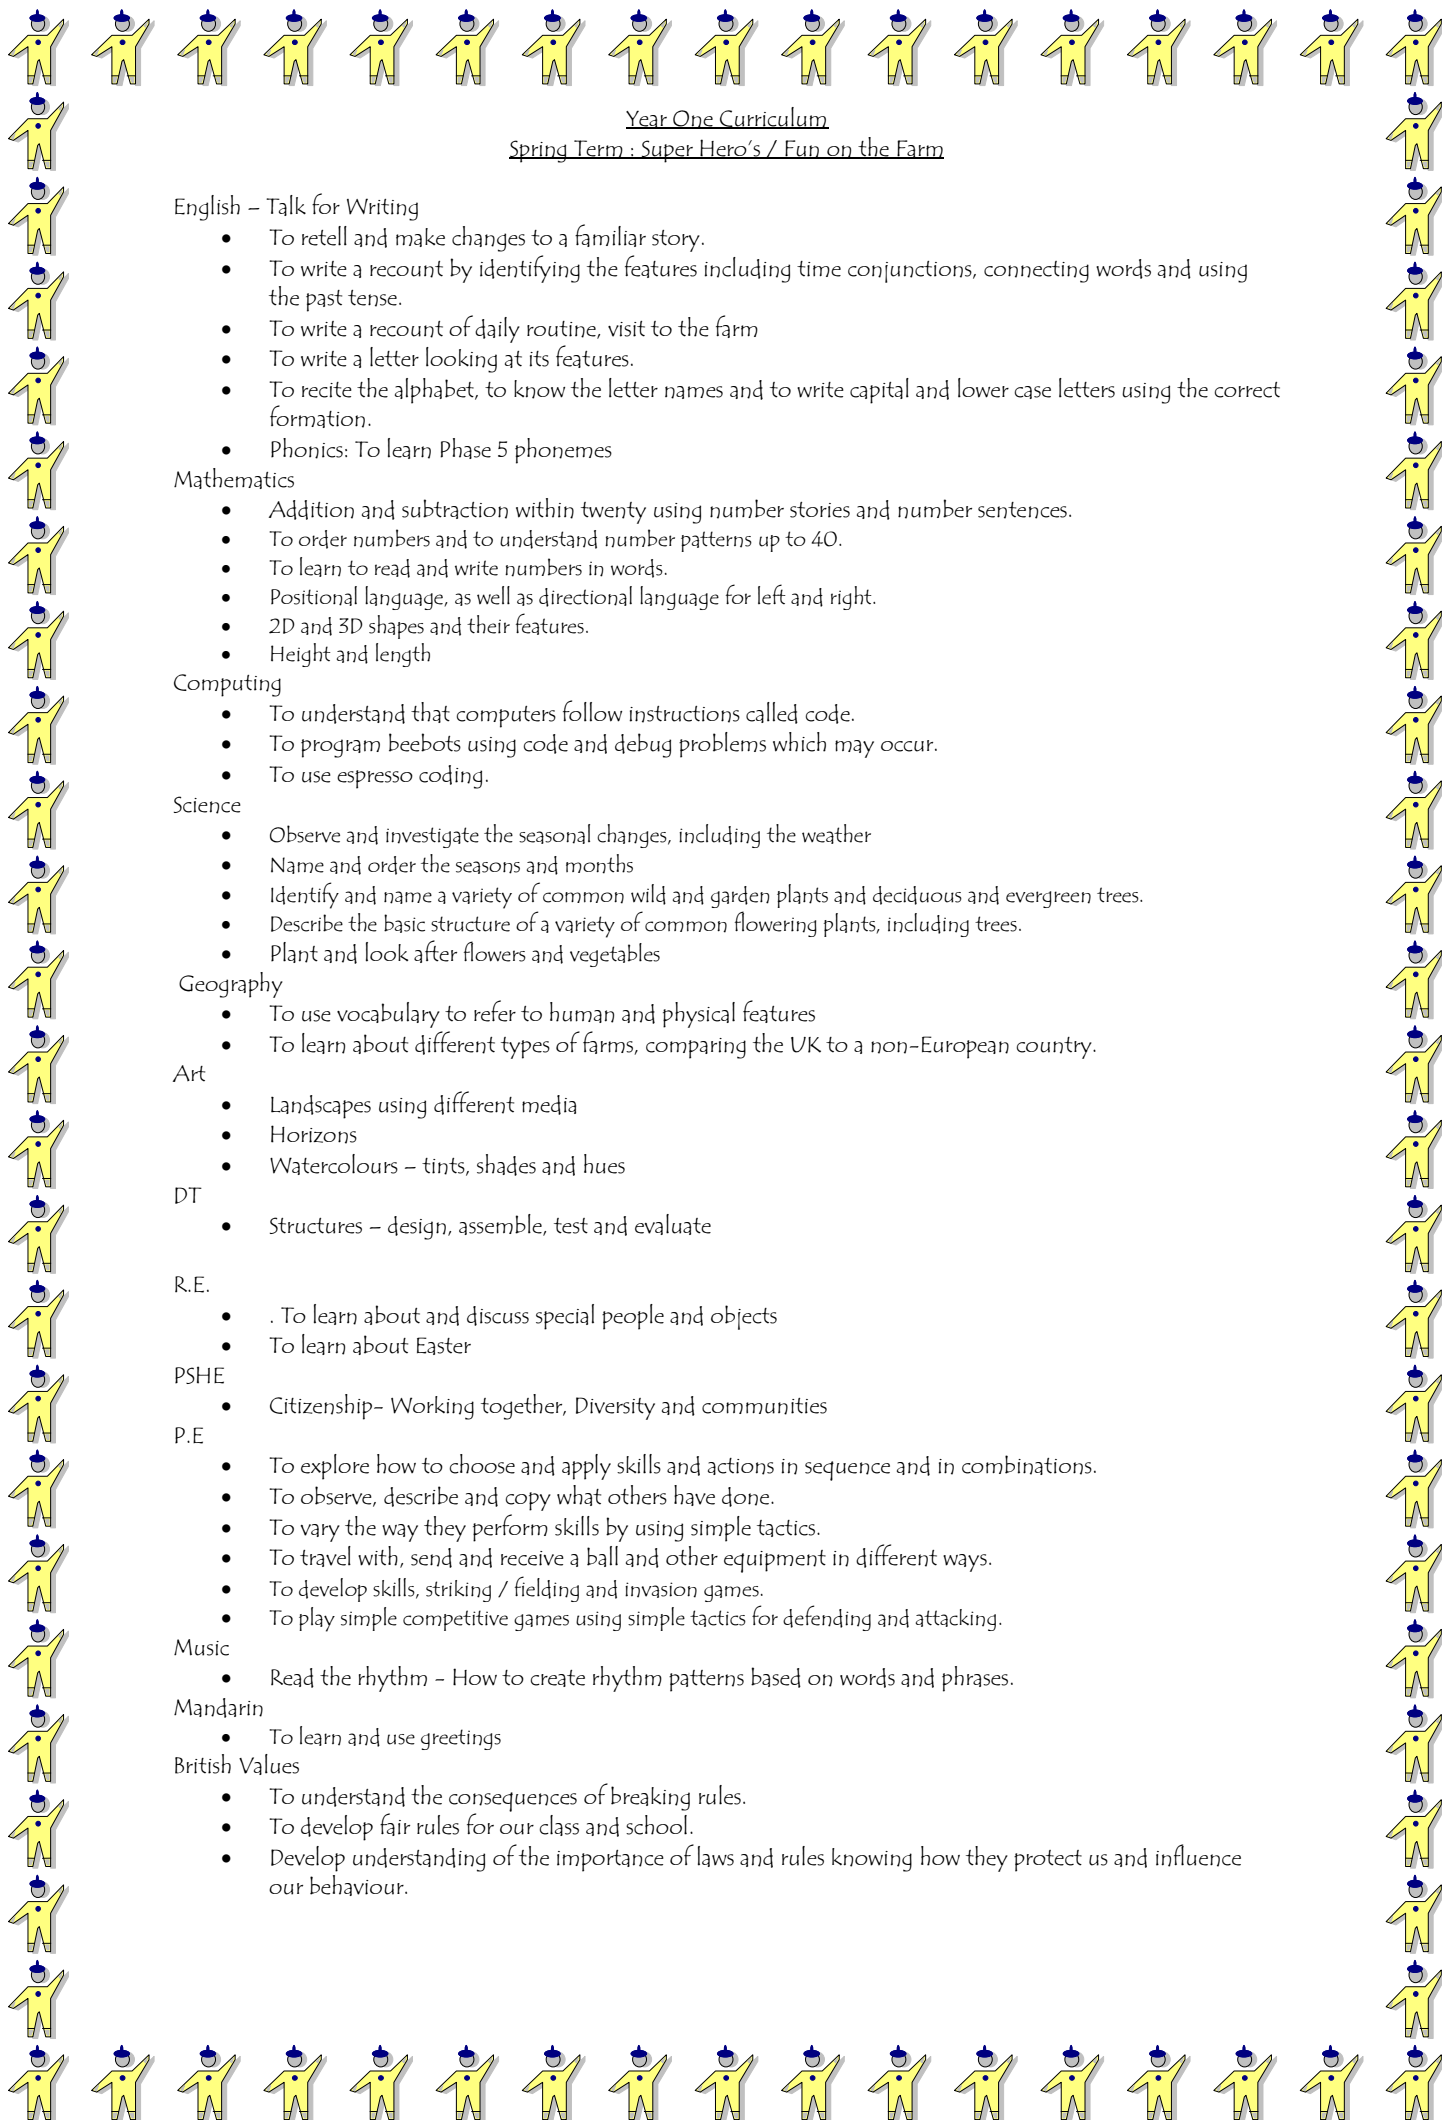 Year One Curriculum
Spring Term : Super Hero's / Fun on the Farm
English – Talk for Writing
• To retell and make changes to a familiar story.
• To write a recount by identifying the features including time conjunctions, connecting words and using
the past tense.
• To write a recount of daily routine, visit to the farm
• To write a letter looking at its features.
• To recite the alphabet, to know the letter names and to write capital and lower case letters using the correct
formation.
• Phonics: To learn Phase 5 phonemes
Mathematics
• Addition and subtraction within twenty using number stories and number sentences.
• To order numbers and to understand number patterns up to 40.
• To learn to read and write numbers in words.
• Positional language, as well as directional language for left and right.
• 2D and 3D shapes and their features.
• Height and length
Computing
• To understand that computers follow instructions called code.
• To program beebots using code and debug problems which may occur.
• To use espresso coding.
Science
• Observe and investigate the seasonal changes, including the weather
• Name and order the seasons and months
• Identify and name a variety of common wild and garden plants and deciduous and evergreen trees.
• Describe the basic structure of a variety of common flowering plants, including trees.
• Plant and look after flowers and vegetables
Geography
• To use vocabulary to refer to human and physical features
• To learn about different types of farms, comparing the UK to a non-European country.
Art
• Landscapes using different media
• Horizons
• Watercolours – tints, shades and hues
DT
• Structures – design, assemble, test and evaluate
R.E.
• . To learn about and discuss special people and objects
• To learn about Easter
PSHE
• Citizenship- Working together, Diversity and communities
P.E
• To explore how to choose and apply skills and actions in sequence and in combinations.
• To observe, describe and copy what others have done.
• To vary the way they perform skills by using simple tactics.
• To travel with, send and receive a ball and other equipment in different ways.
• To develop skills, striking / fielding and invasion games.
• To play simple competitive games using simple tactics for defending and attacking.
Music
• Read the rhythm - How to create rhythm patterns based on words and phrases.
Mandarin
• To learn and use greetings
British Values
• To understand the consequences of breaking rules.
• To develop fair rules for our class and school.
• Develop understanding of the importance of laws and rules knowing how they protect us and influence
our behaviour.